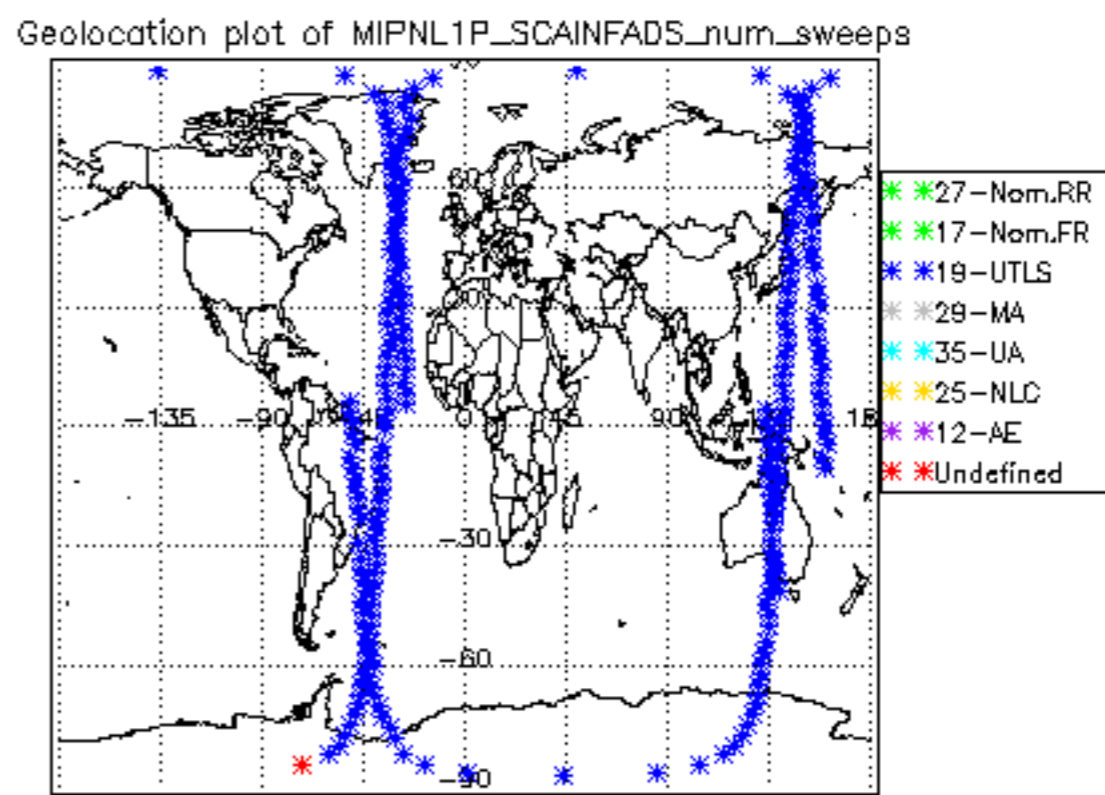 Geolocation plot of MIPNL1P_SCAINFADS_num_sweeps
60
-135
-90
0
90
-30
-60
-90
27-Nom.RR
17-Nom.FR
19-UTLS
29-MA
35-UA
25-NLC
12-AE
Undefined